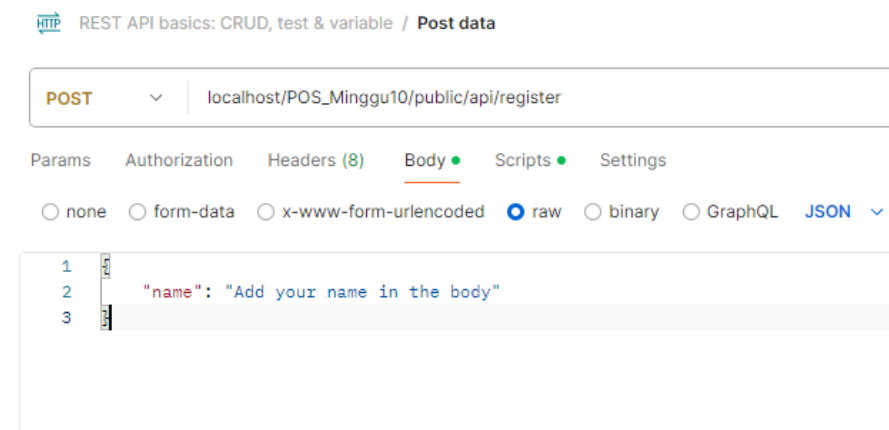 HTTP REST API basics: CRUD, test & variable / Post data
POST localhost/POS_Minggu10/public/api/register
Params Authorization Headers (8) Body Scripts Settings
none form-data x-www-form-urlencoded raw binary GraphQL JSON
1 {
2 "name": "Add your name in the body"
3 }